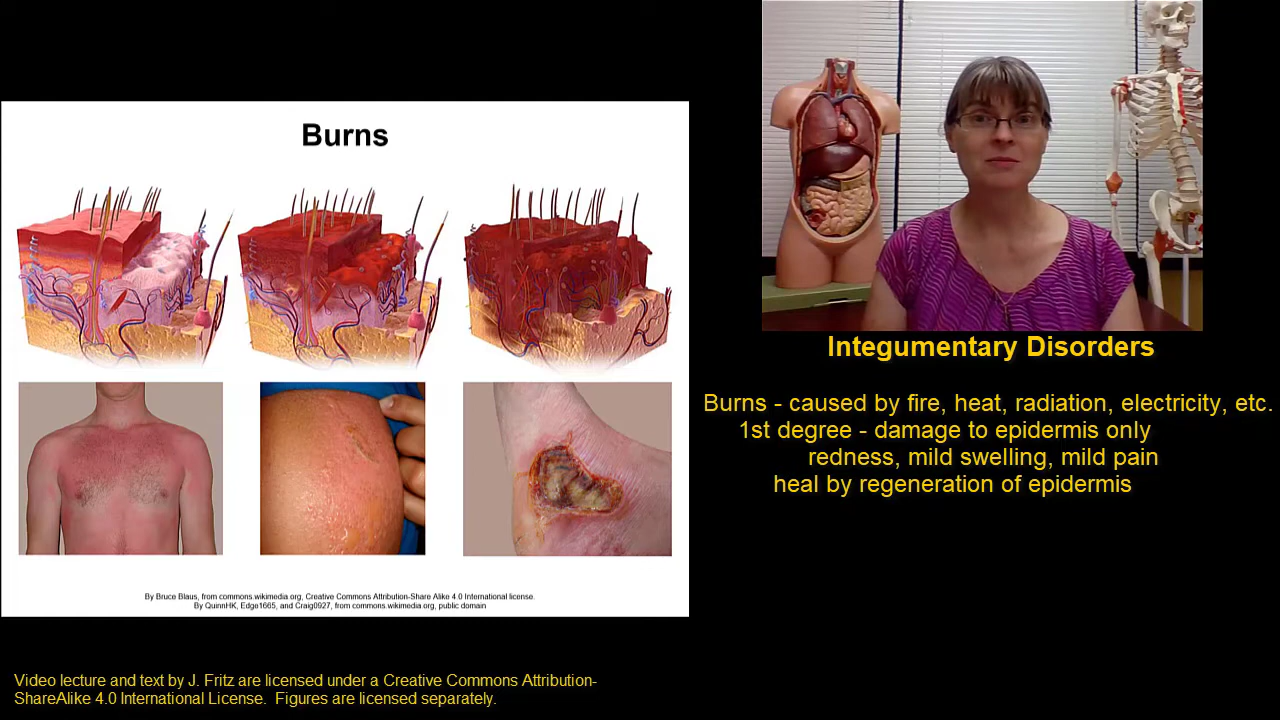 Burns
By Bruce Blaus, from commons.wikimedia org, Creative Commons Attribution-Share Alike 4.0 International license.
By QuinnHK, Edge1665, and Craig0927, from commons.wikimedia org, public domain
Integumentary Disorders
Burns - caused by fire, heat, radiation, electricity, etc.
1st degree - damage to epidermis only
redness, mild swelling, mild pain
heal by regeneration of epidermis
Video lecture and text by J. Fritz are licensed under a Creative Commons Attribution-
ShareAlike 4.0 International License.  Figures are licensed separately.